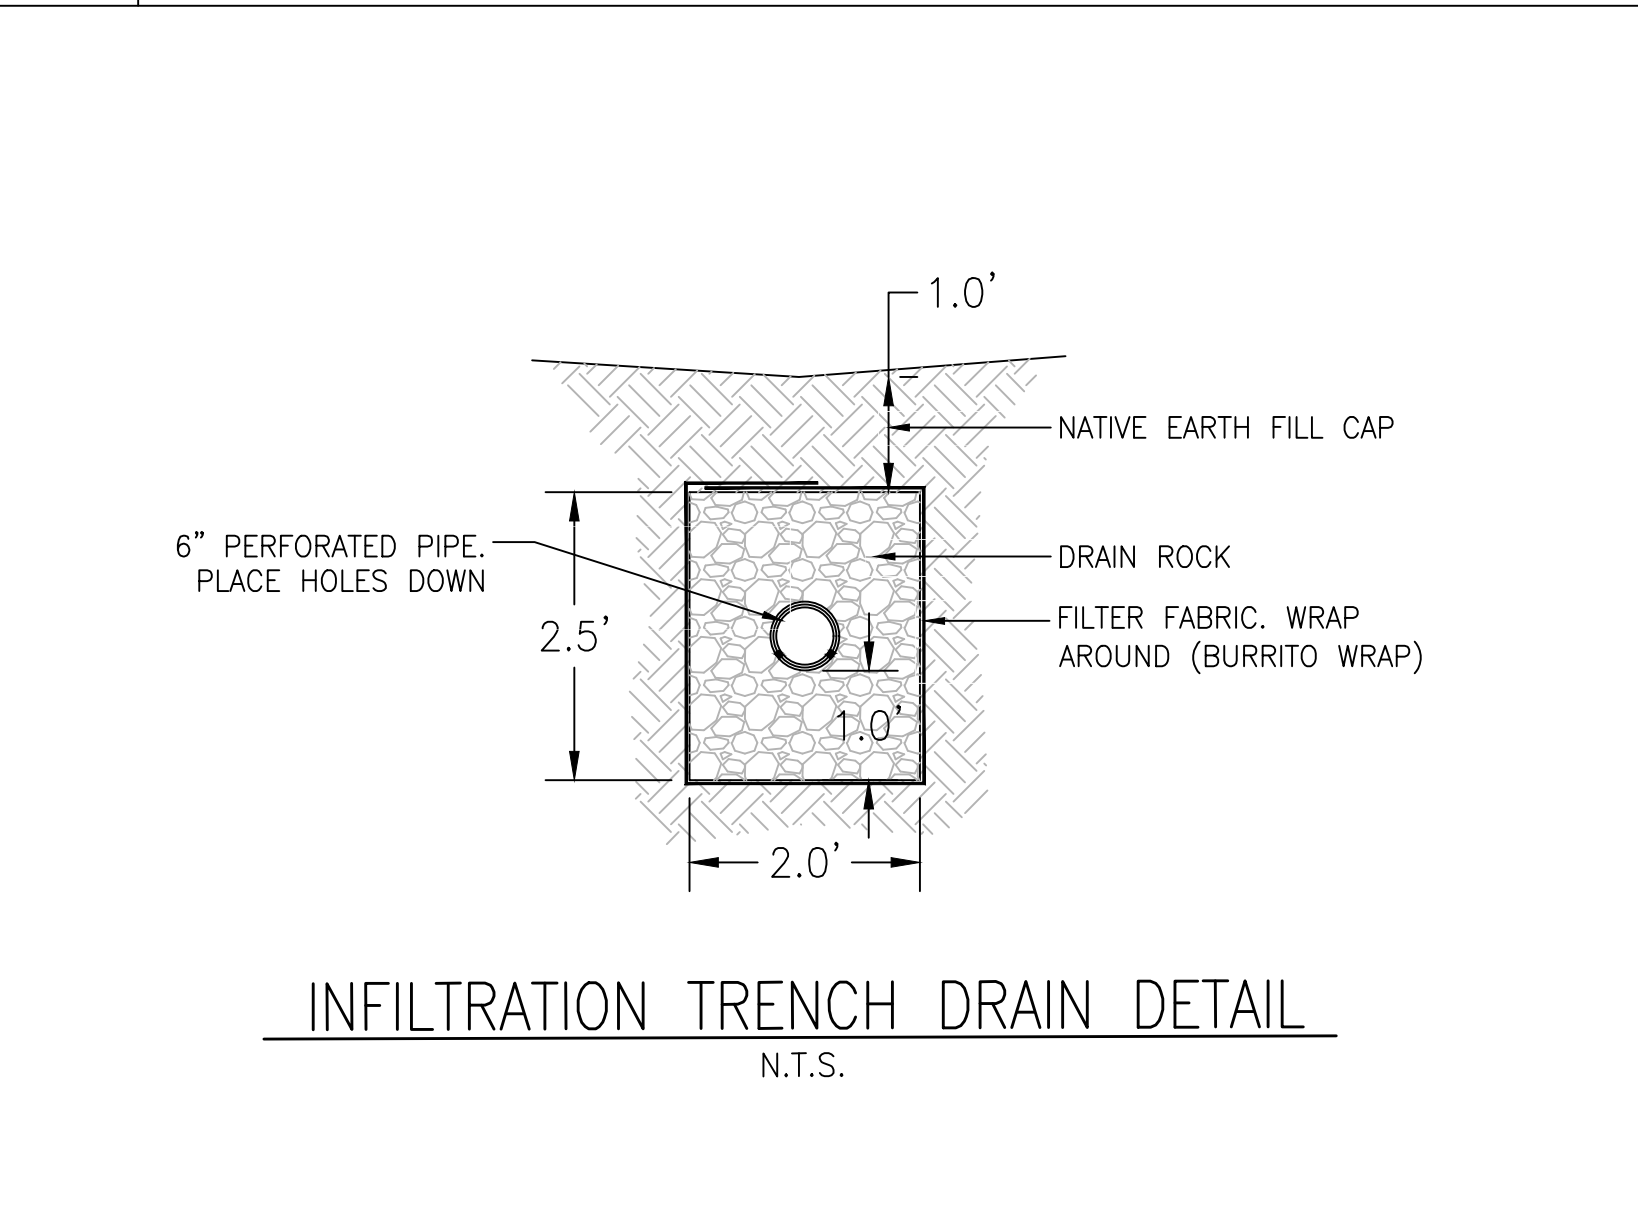 1.0’
NATIVE EARTH FILL CAP
6” PERFORATED PIPE.
PLACE HOLES DOWN
DRAIN ROCK
2.5’
FILTER FABRIC. WRAP
AROUND (BURRITO WRAP)
1.0’
2.0’
INFILTRATION TRENCH DRAIN DETAIL
N.T.S.